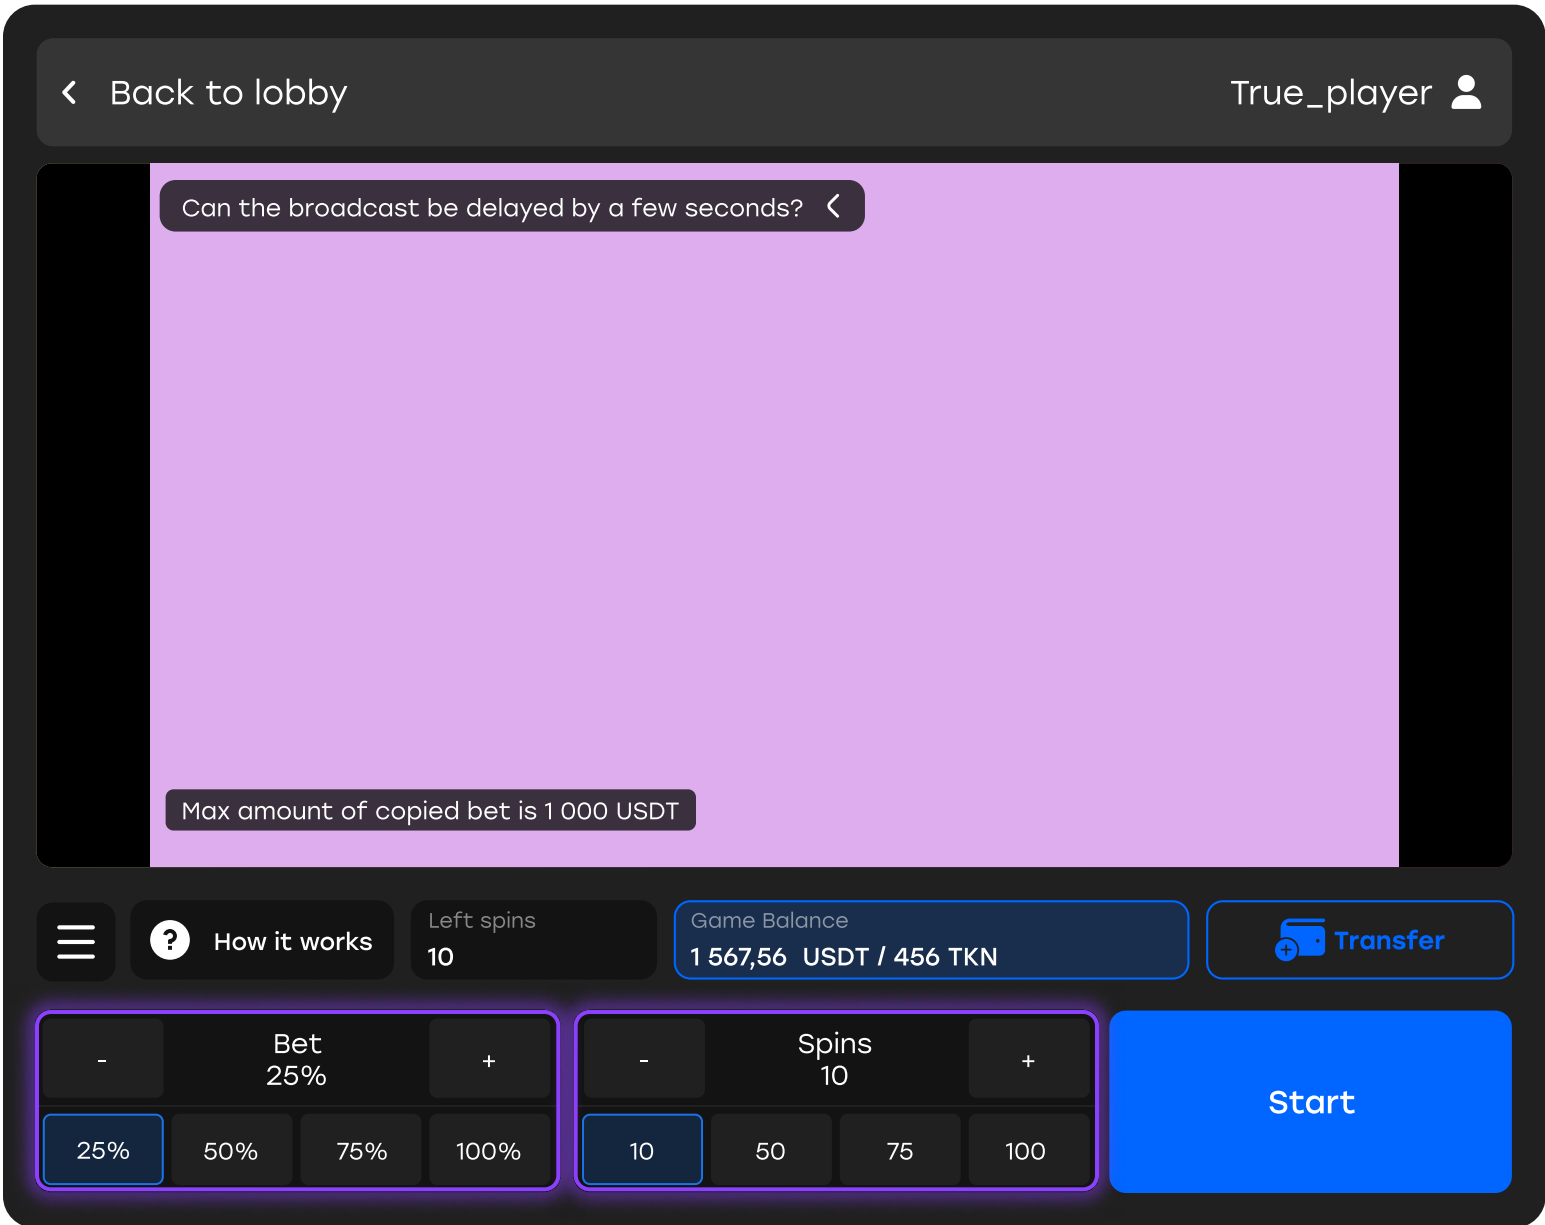 Back to lobby
True_player
Can the broadcast be delayed by a few seconds?
Max amount of copied bet is 1 000 USDT
? How it works
Left spins
10
Game Balance
1 567,56 USDT / 456 TKN
Transfer
- Bet +
25%
25% 50% 75% 100%
- Spins +
10
10 50 75 100
Start